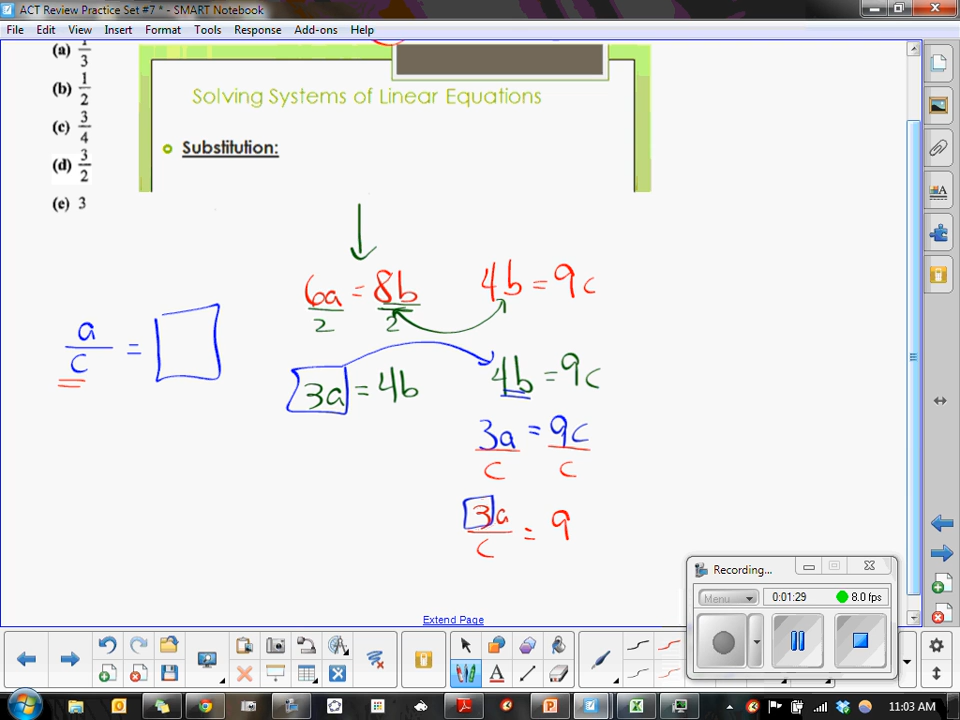 ACT Review Practice Set #7 * - SMART Notebook
File Edit View Insert Format Tools Response Add-ons Help
(a) 1/3
(b) 1/2
(c) 3/4
(d) 3/2
(e) 3
Solving Systems of Linear Equations
Substitution:
6a/2 = 8b/2
4b = 9c
a/c =
3a = 4b
4b = 9c
3a/c = 9c/c
3a/c = 9
Recording...
Menu
0:01:29
8.0 fps
Extend Page
11:03 AM